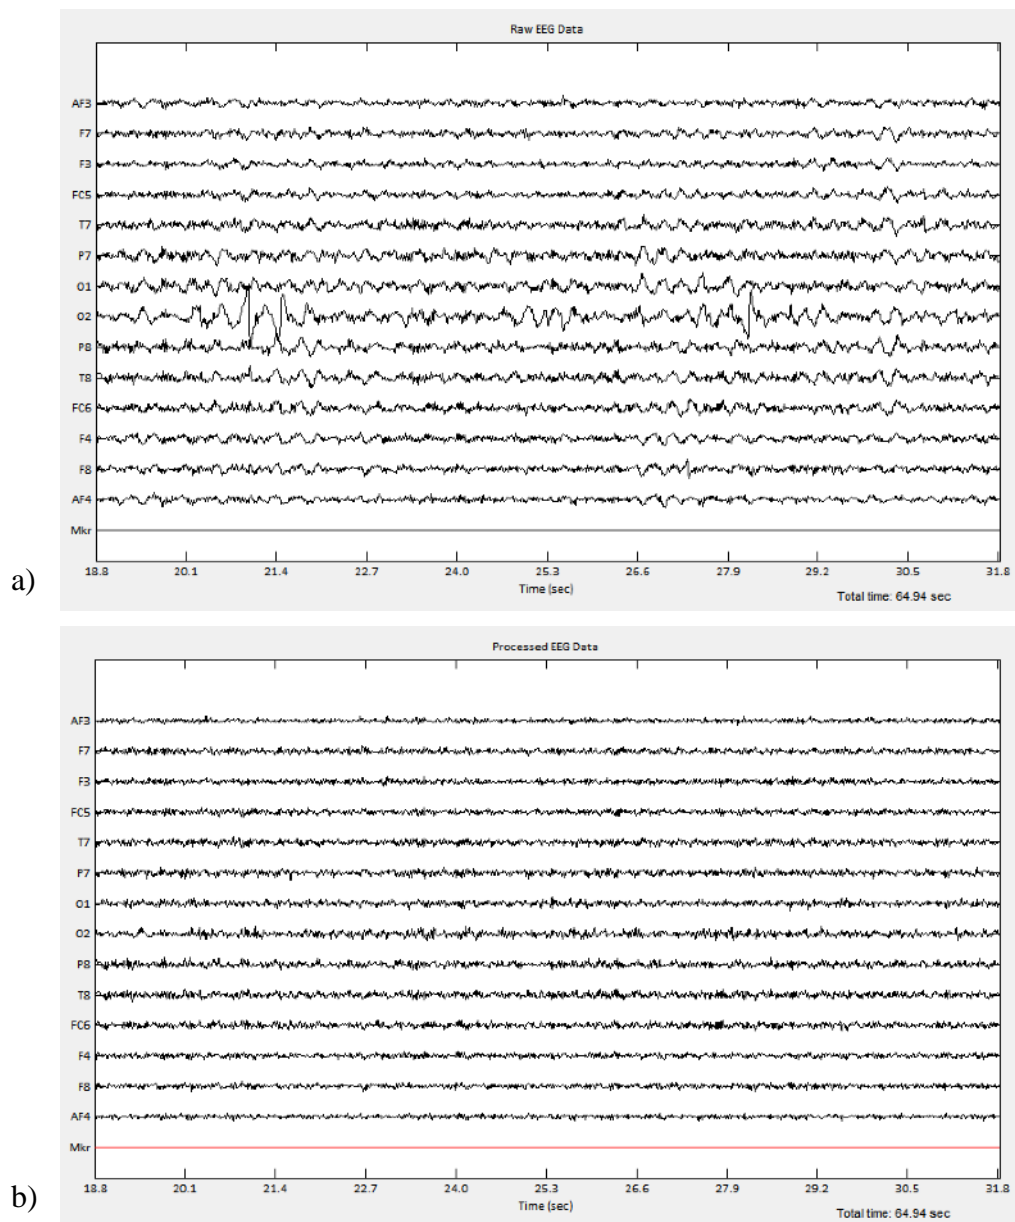 Raw EEG Data
AF3
F7
F3
FC5
T7
P7
O1
O2
P8
T8
FC6
F4
F8
AF4
Mkr
18.8 20.1 21.4 22.7 24.0 25.3 26.6 27.9 29.2 30.5 31.8
a)
Time (sec)
Total time: 64.94 sec
Processed EEG Data
AF3
F7
F3
FC5
T7
P7
O1
O2
P8
T8
FC6
F4
F8
AF4
Mkr
18.8 20.1 21.4 22.7 24.0 25.3 26.6 27.9 29.2 30.5 31.8
b)
Time (sec)
Total time: 64.94 sec